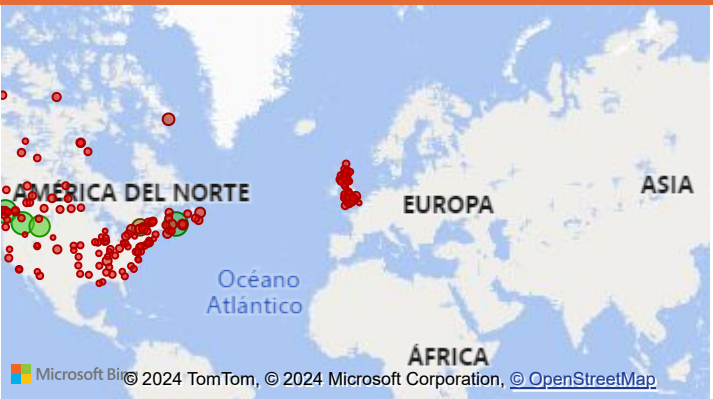 AMÉRICA DEL NORTE
EUROPA
ASIA
Océano
Atlántico
ÁFRICA
Microsoft Bing
© 2024 TomTom, © 2024 Microsoft Corporation, © OpenStreetMap